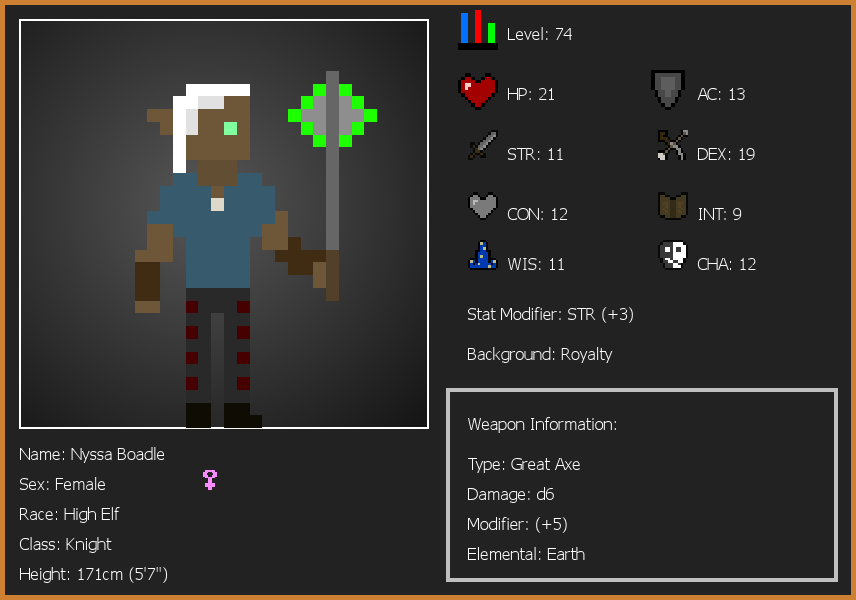 Level: 74
HP: 21
AC: 13
STR: 11
DEX: 19
CON: 12
INT: 9
WIS: 11
CHA: 12
Stat Modifier: STR (+3)
Background: Royalty
Weapon Information:
Type: Great Axe
Damage: d6
Modifier: (+5)
Elemental: Earth
Name: Nyssa Boadle
Sex: Female
Race: High Elf
Class: Knight
Height: 171cm (5'7")